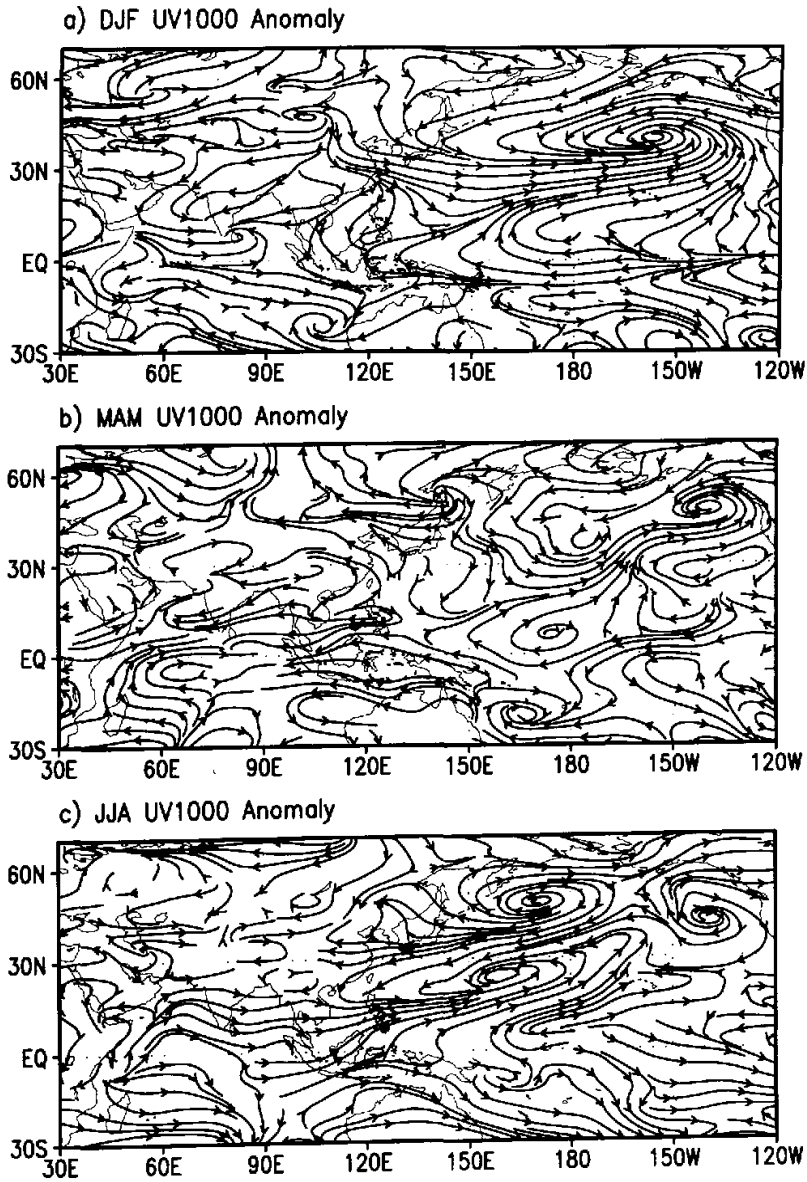 a) DJF UV1000 Anomaly
60N
30N
EQ
30S
30E 60E 90E 120E 150E 180 150W 120W
b) MAM UV1000 Anomaly
60N
30N
EQ
30S
30E 60E 90E 120E 150E 180 150W 120W
c) JJA UV1000 Anomaly
60N
30N
EQ
30S
30E 60E 90E 120E 150E 180 150W 120W